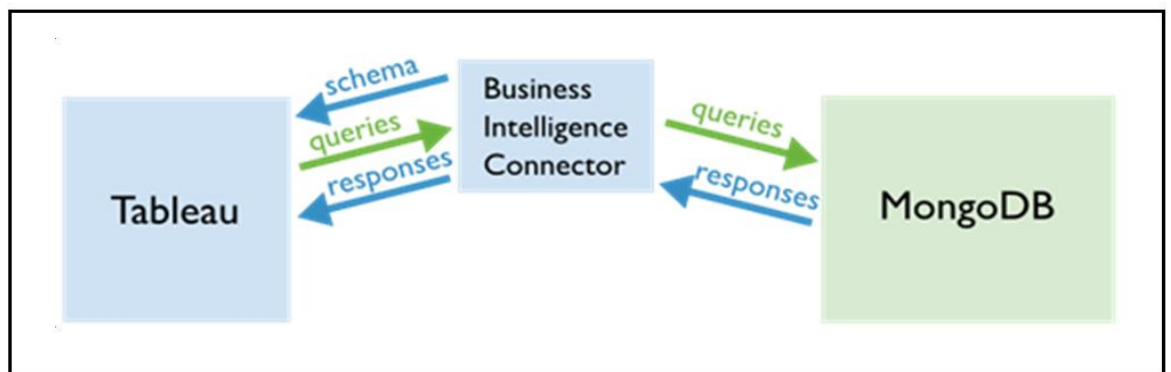 schema
queries
responses
Business
Intelligence
Connector
queries
responses
Tableau
MongoDB